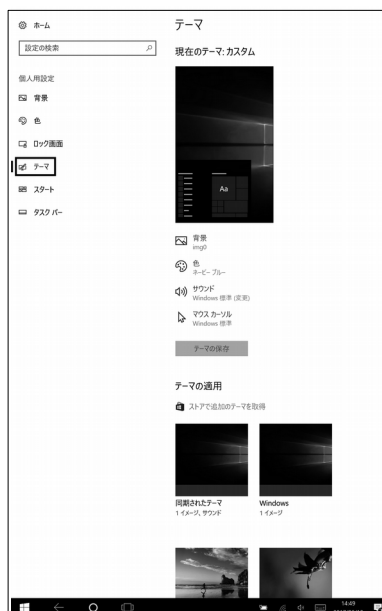 ホーム
設定の検索
個人用設定
背景
色
ロック画面
テーマ
スタート
タスク バー
テーマ
現在のテーマ: カスタム
Aa
背景
img0
色
ネービー ブルー
サウンド
Windows 標準 (変更)
マウス カーソル
Windows 標準
テーマの保存
テーマの適用
ストアで追加のテーマを取得
同期されたテーマ
1 イメージ、サウンド
Windows
1 イメージ
14:49